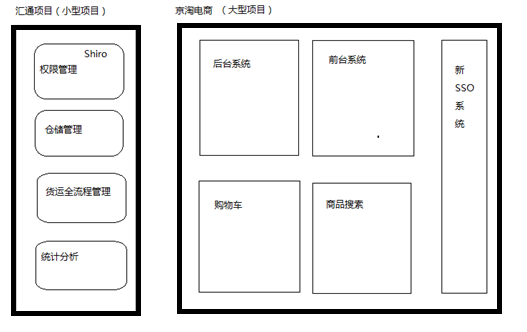 汇通项目（小型项目）
Shiro
权限管理
仓储管理
货运全流程管理
统计分析
京淘电商 （大型项目）
后台系统
前台系统
购物车
商品搜索
新
SSO
系
统